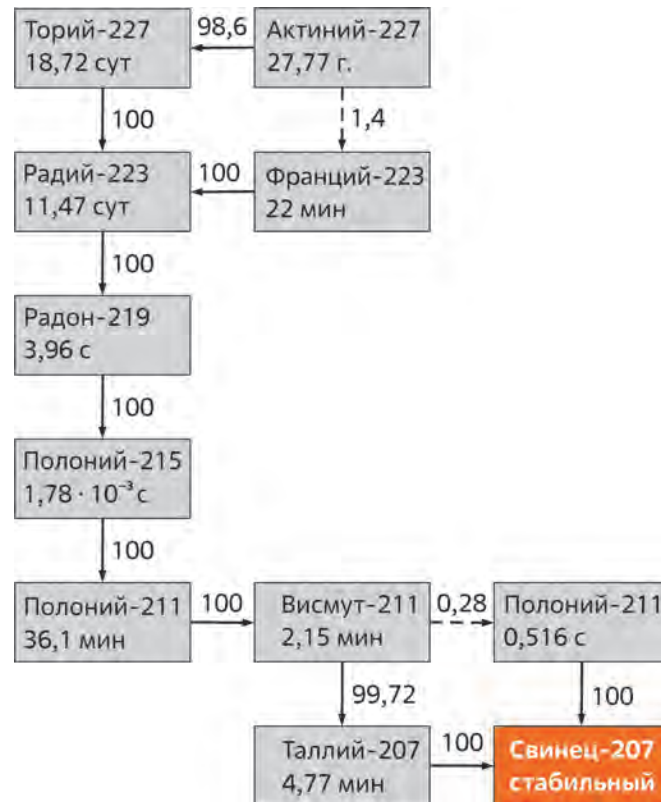 Торий-227
18,72 сут
98,6
Актиний-227
27,77 г.
100
1,4
Радий-223
11,47 сут
100
Франций-223
22 мин
100
Радон-219
3,96 с
100
Полоний-215
1,78 · 10⁻³ с
100
Полоний-211
36,1 мин
100
Висмут-211
2,15 мин
0,28
Полоний-211
0,516 с
99,72
100
Таллий-207
4,77 мин
100
Свинец-207
стабильный